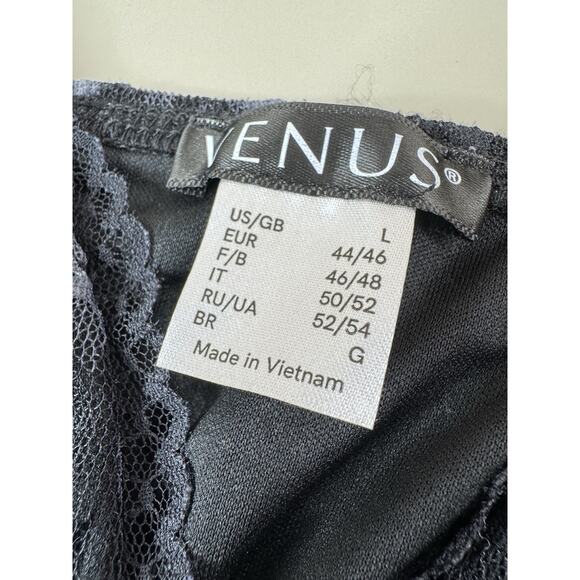 VENUS®
US/GB L
EUR 44/46
F/B 46/48
IT 50/52
RU/UA 52/54
BR G
Made in Vietnam